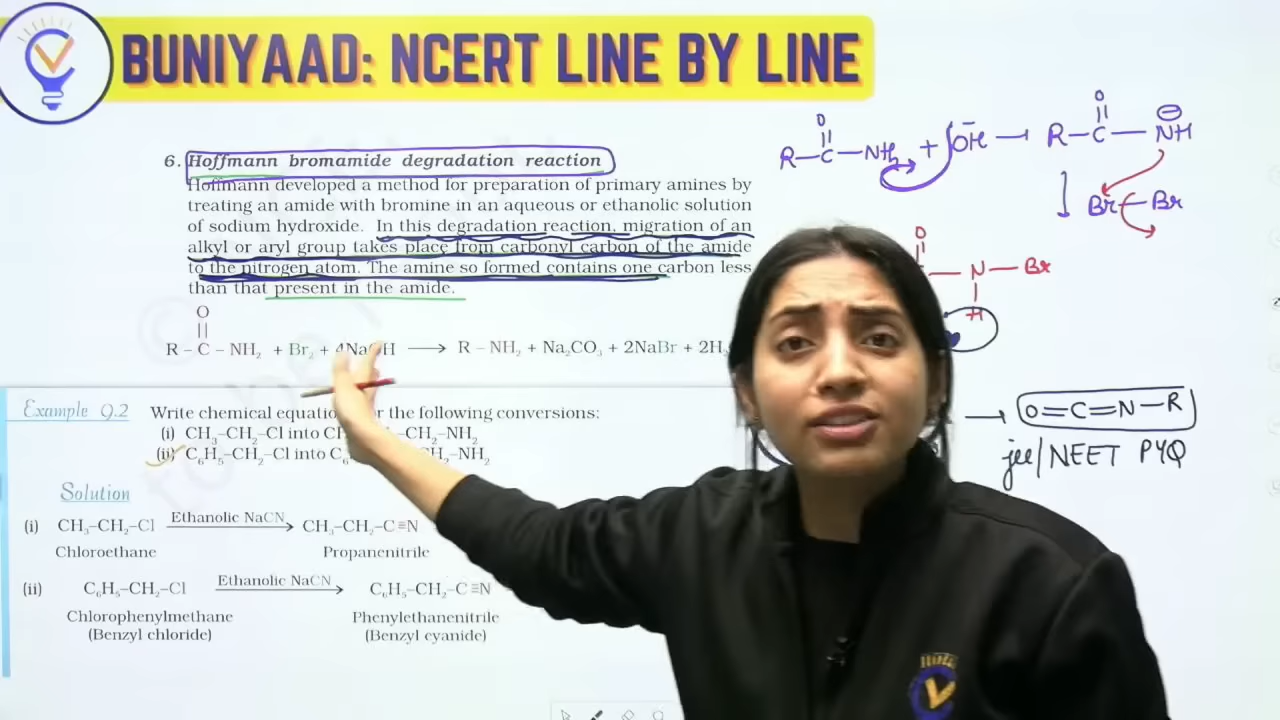 BUNIYAAD: NCERT LINE BY LINE
6. Hoffmann bromamide degradation reaction
Hoffmann developed a method for preparation of primary amines by
treating an amide with bromine in an aqueous or ethanolic solution
of sodium hydroxide. In this degradation reaction, migration of an
alkyl or aryl group takes place from carbonyl carbon of the amide
to the nitrogen atom. The amine so formed contains one carbon less
than that present in the amide.
O
||
R – C – NH₂ + Br₂ + 4NaOH ⟶ R – NH₂ + Na₂CO₃ + 2NaBr + 2H
Example 9.2 Write chemical equation for the following conversions:
(i) CH₃–CH₂–Cl into –CH₂–NH₂
(ii) C₆H₅–CH₂–Cl into –NH₂
Solution
(i) CH₃–CH₂–Cl Ethanolic NaCN ⟶ CH₃–CH₂–C≡N
Chloroethane Propanenitrile
(ii) C₆H₅–CH₂–Cl Ethanolic NaCN ⟶ C₆H₅–CH₂–C≡N
Chlorophenylmethane Phenylethanenitrile
(Benzyl chloride) (Benzyl cyanide)
O O
|| || ⊖
R–C–NH₂ + OH⁻ → R–C–NH
↓ Br–Br
O
N–Br
|
H
→ O=C=N–R
jee/NEET PYQ